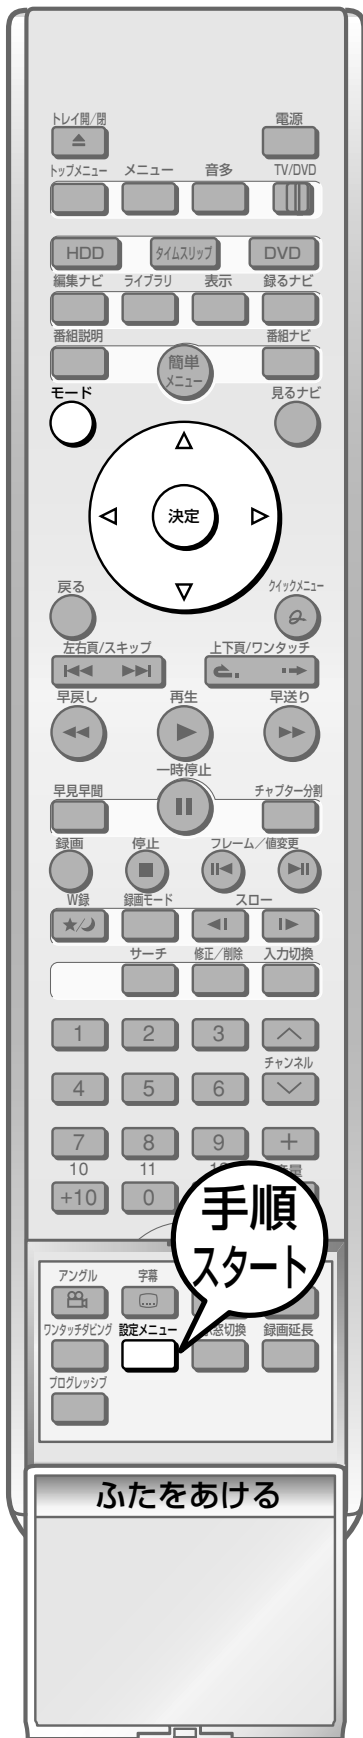 トレイ開/閉 電源
トップメニュー メニュー 音多 TV/DVD
HDD タイムスリップ DVD
編集ナビ ライブラリ 表示 録るナビ
番組説明 簡単メニュー 番組ナビ
モード 見るナビ
決定
戻る クイックメニュー
左右頁/スキップ 上下頁/ワンタッチ
早戻し 再生 早送り
一時停止
早見早聞 チャプター分割
録画 停止 フレーム/値変更
W録 録画モード スロー
サーチ 修正/削除 入力切換
1 2 3
チャンネル
4 5 6
7 8 9 +
10 11
+10 0
手順
スタート
アングル 字幕
ワンタッチダビング 設定メニュー 窓切換 録画延長
プログレッシブ
ふたをあける